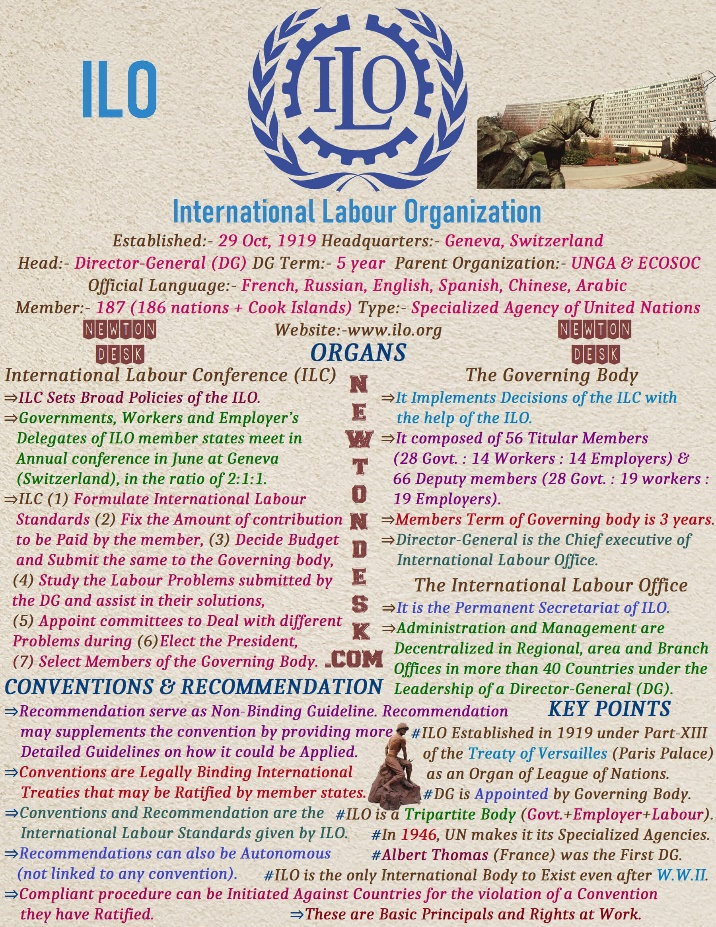 ILO
ILO
International Labour Organization
Established:- 29 Oct, 1919 Headquarters:- Geneva, Switzerland
Head:- Director-General (DG) DG Term:- 5 year Parent Organization:- UNGA & ECOSOC
Official Language:- French, Russian, English, Spanish, Chinese, Arabic
Member:- 187 (186 nations + Cook Islands) Type:- Specialized Agency of United Nations
NEWTON DESK
Website:-www.ilo.org
NEWTON DESK
ORGANS
International Labour Conference (ILC)
⇒ILC Sets Broad Policies of the ILO.
⇒Governments, Workers and Employer's
Delegates of ILO member states meet in
Annual conference in June at Geneva
(Switzerland), in the ratio of 2:1:1.
⇒ILC (1) Formulate International Labour
Standards (2) Fix the Amount of contribution
to be Paid by the member, (3) Decide Budget
and Submit the same to the Governing body,
(4) Study the Labour Problems submitted by
the DG and assist in their solutions,
(5) Appoint committees to Deal with different
Problems during (6)Elect the President,
(7) Select Members of the Governing Body.
NEWTONDESK.COM
The Governing Body
⇒It Implements Decisions of the ILC with
the help of the ILO.
⇒It composed of 56 Titular Members
(28 Govt. : 14 Workers : 14 Employers) &
66 Deputy members (28 Govt. : 19 workers :
19 Employers).
⇒Members Term of Governing body is 3 years.
⇒Director-General is the Chief executive of
International Labour Office.
The International Labour Office
⇒It is the Permanent Secretariat of ILO.
⇒Administration and Management are
Decentralized in Regional, area and Branch
Offices in more than 40 Countries under the
Leadership of a Director-General (DG).
CONVENTIONS & RECOMMENDATION
⇒Recommendation serve as Non-Binding Guideline. Recommendation
may supplements the convention by providing more
Detailed Guidelines on how it could be Applied.
⇒Conventions are Legally Binding International
Treaties that may be Ratified by member states.
⇒Conventions and Recommendation are the
International Labour Standards given by ILO.
⇒Recommendations can also be Autonomous
(not linked to any convention).
KEY POINTS
#ILO Established in 1919 under Part-XIII
of the Treaty of Versailles (Paris Palace)
as an Organ of League of Nations.
#DG is Appointed by Governing Body.
#ILO is a Tripartite Body (Govt.+Employer+Labour).
#In 1946, UN makes it its Specialized Agencies.
#Albert Thomas (France) was the First DG.
#ILO is the only International Body to Exist even after W.W.II.
⇒Compliant procedure can be Initiated Against Countries for the violation of a Convention
they have Ratified.
⇒These are Basic Principals and Rights at Work.